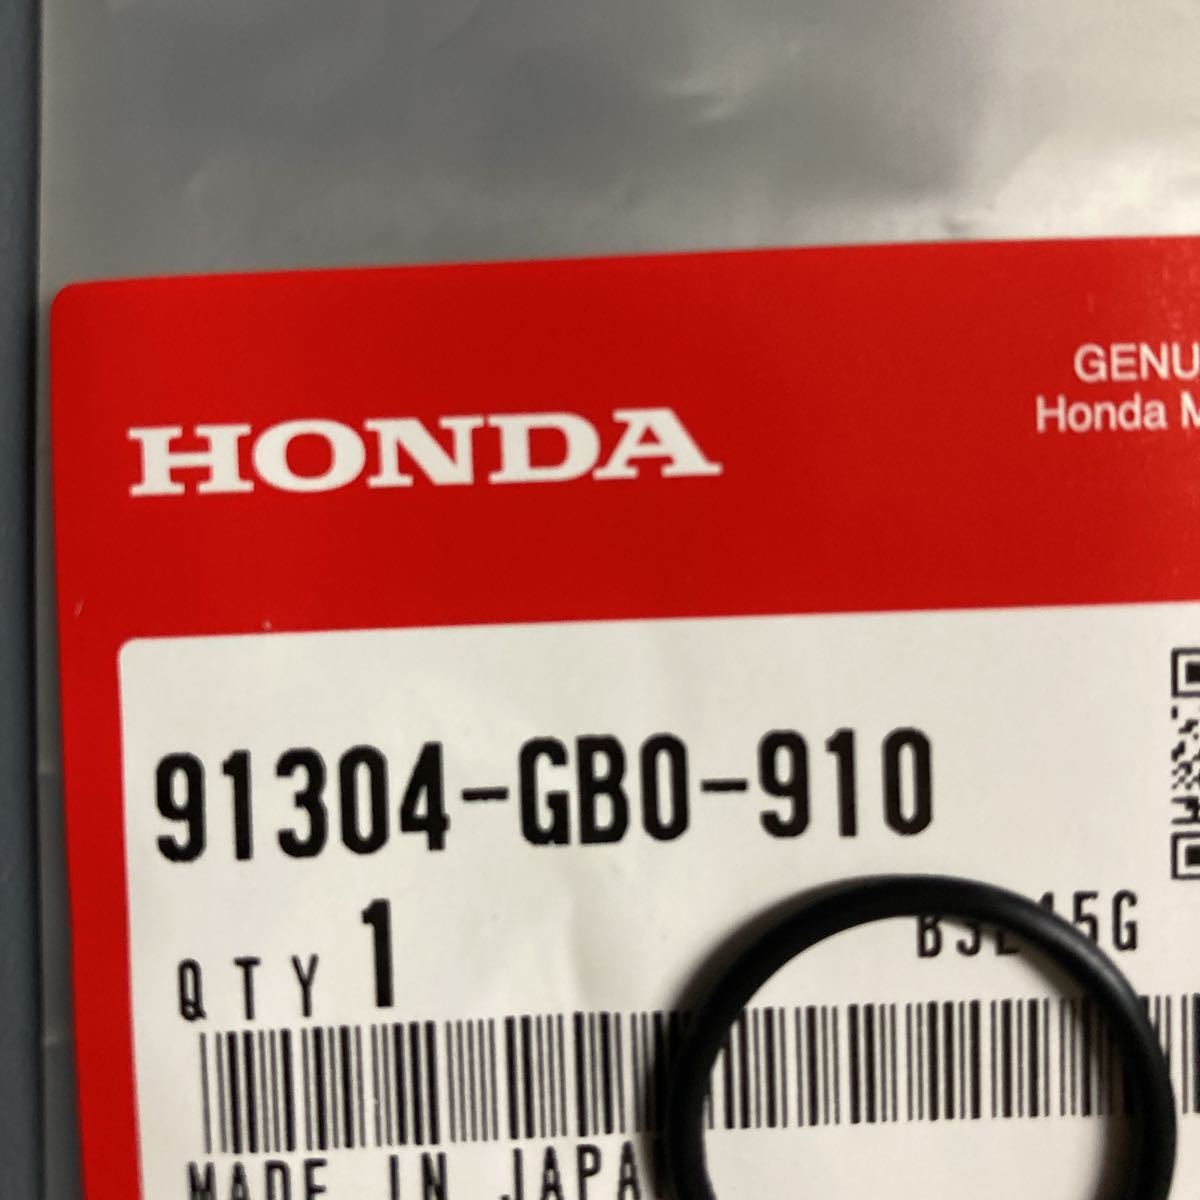 GENU
Honda M
HONDA
91304-GB0-910
QTY 1
MADE IN JAPA